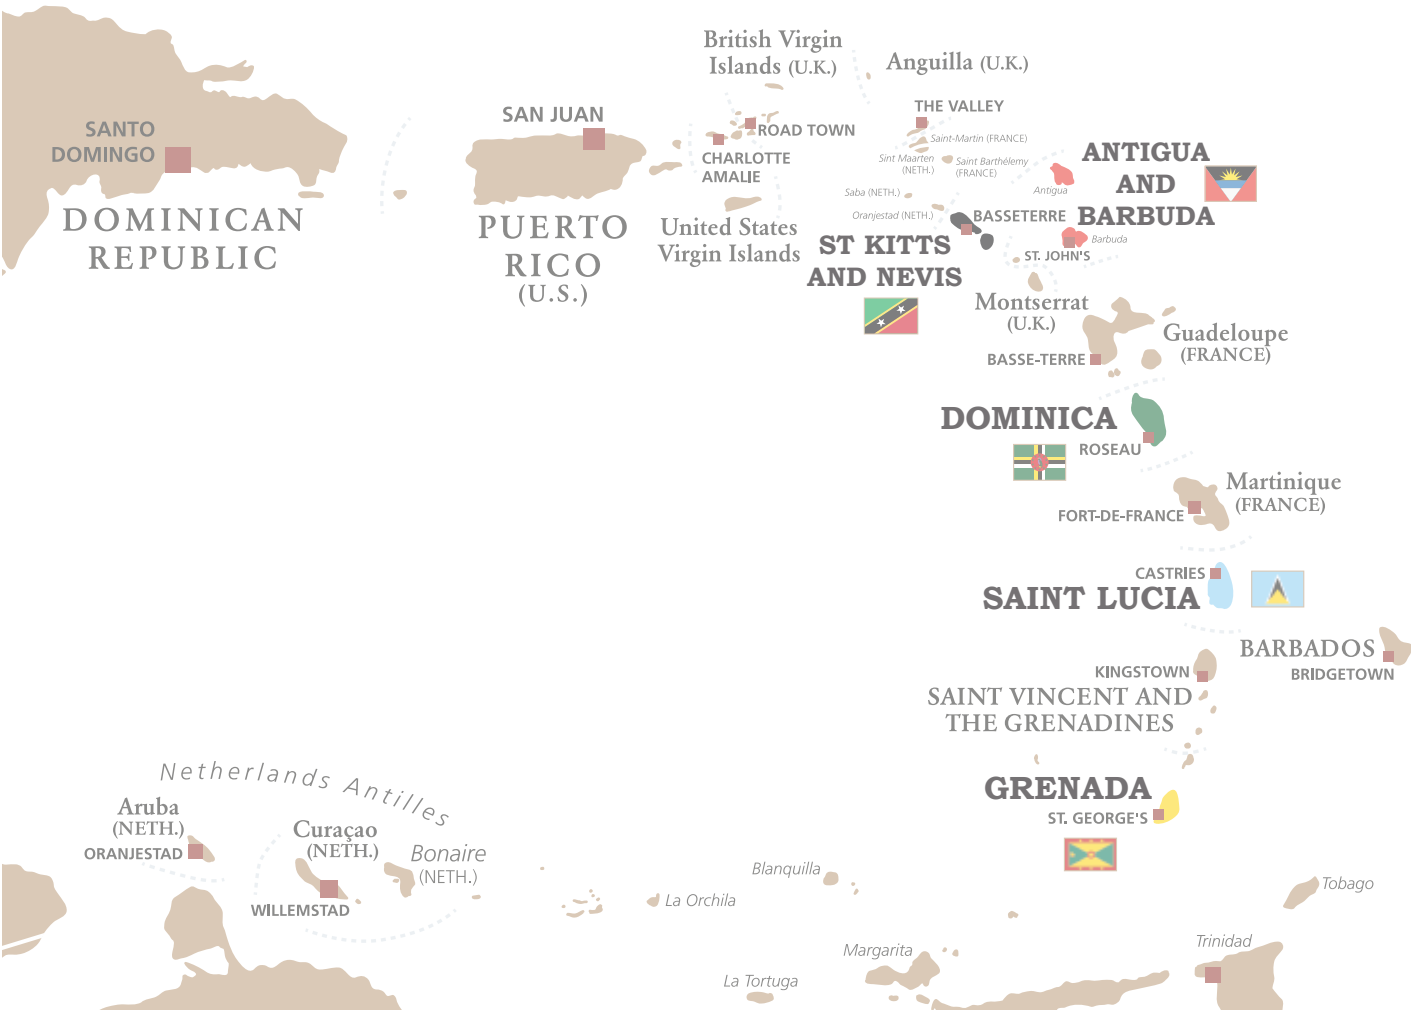 British Virgin
Islands (U.K.)
Anguilla (U.K.)
SANTO
DOMINGO
DOMINICAN
REPUBLIC
SAN JUAN
PUERTO
RICO
(U.S.)
ROAD TOWN
CHARLOTTE
AMALIE
United States
Virgin Islands
THE VALLEY
Saint-Martin (FRANCE)
Sint Maarten
(NETH.)
Saint Barthélemy
(FRANCE)
Saba (NETH.)
Oranjestad (NETH.)
ANTIGUA
AND
BARBUDA
Antigua
Barbuda
ST. JOHN'S
BASSETERRE
ST KITTS
AND NEVIS
Montserrat
(U.K.)
Guadeloupe
(FRANCE)
BASSE-TERRE
DOMINICA
ROSEAU
Martinique
(FRANCE)
FORT-DE-FRANCE
CASTRIES
SAINT LUCIA
BARBADOS
BRIDGETOWN
KINGSTOWN
SAINT VINCENT AND
THE GRENADINES
GRENADA
ST. GEORGE'S
Netherlands Antilles
Aruba
(NETH.)
ORANJESTAD
Curaçao
(NETH.)
WILLEMSTAD
Bonaire
(NETH.)
La Orchila
Blanquilla
Margarita
La Tortuga
Tobago
Trinidad